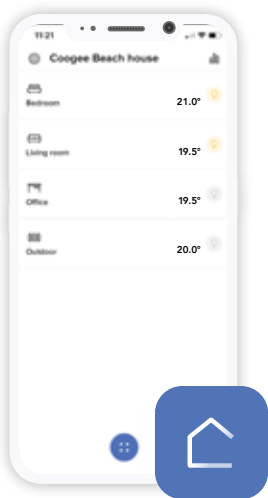 11:21
Coogee Beach house
Bedroom
21.0°
Living room
19.5°
Office
19.5°
Outdoor
20.0°